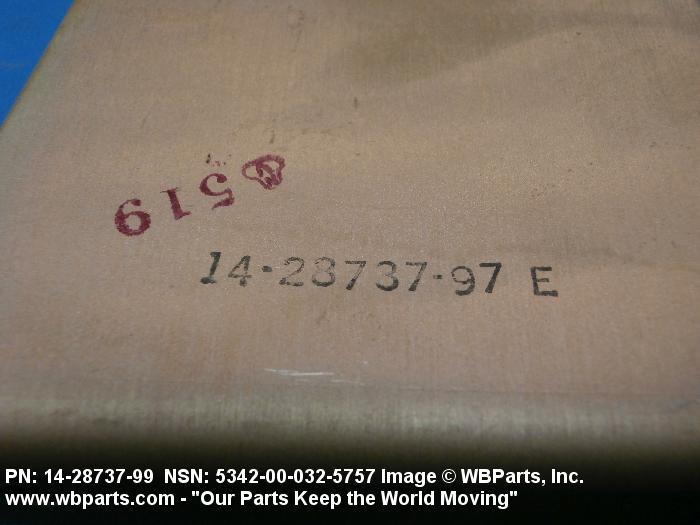 519
14-28737-97 E
PN: 14-28737-99 NSN: 5342-00-032-5757 Image © WBParts, Inc.
www.wbparts.com - "Our Parts Keep the World Moving"